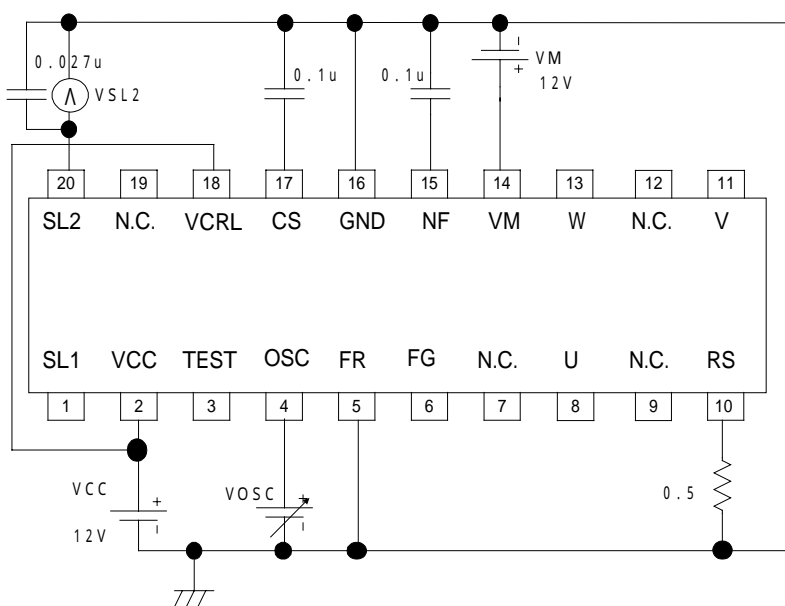 0.027u
VSL2
0.1u
0.1u
VM
12V
20 19 18 17 16 15 14 13 12 11
SL2 N.C. VCRL CS GND NF VM W N.C. V
SL1 VCC TEST OSC FR FG N.C. U N.C. RS
1 2 3 4 5 6 7 8 9 10
VCC
12V
VOSC
0.5